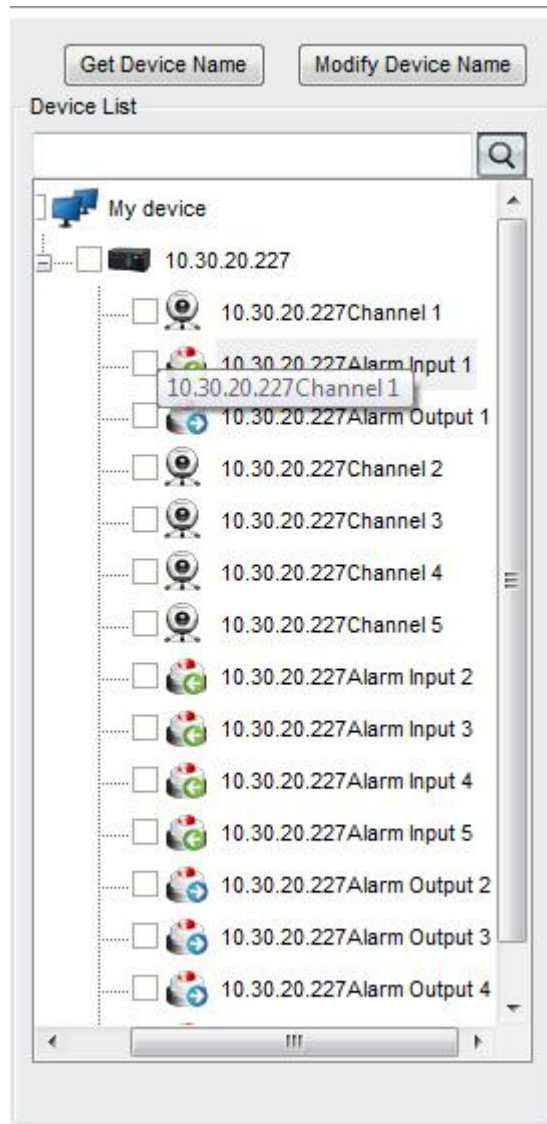 Get Device Name Modify Device Name
Device List
My device
10.30.20.227
10.30.20.227Channel 1
10.30.20.227Alarm Input 1
10.30.20.227Channel 1
10.30.20.227Alarm Output 1
10.30.20.227Channel 2
10.30.20.227Channel 3
10.30.20.227Channel 4
10.30.20.227Channel 5
10.30.20.227Alarm Input 2
10.30.20.227Alarm Input 3
10.30.20.227Alarm Input 4
10.30.20.227Alarm Input 5
10.30.20.227Alarm Output 2
10.30.20.227Alarm Output 3
10.30.20.227Alarm Output 4